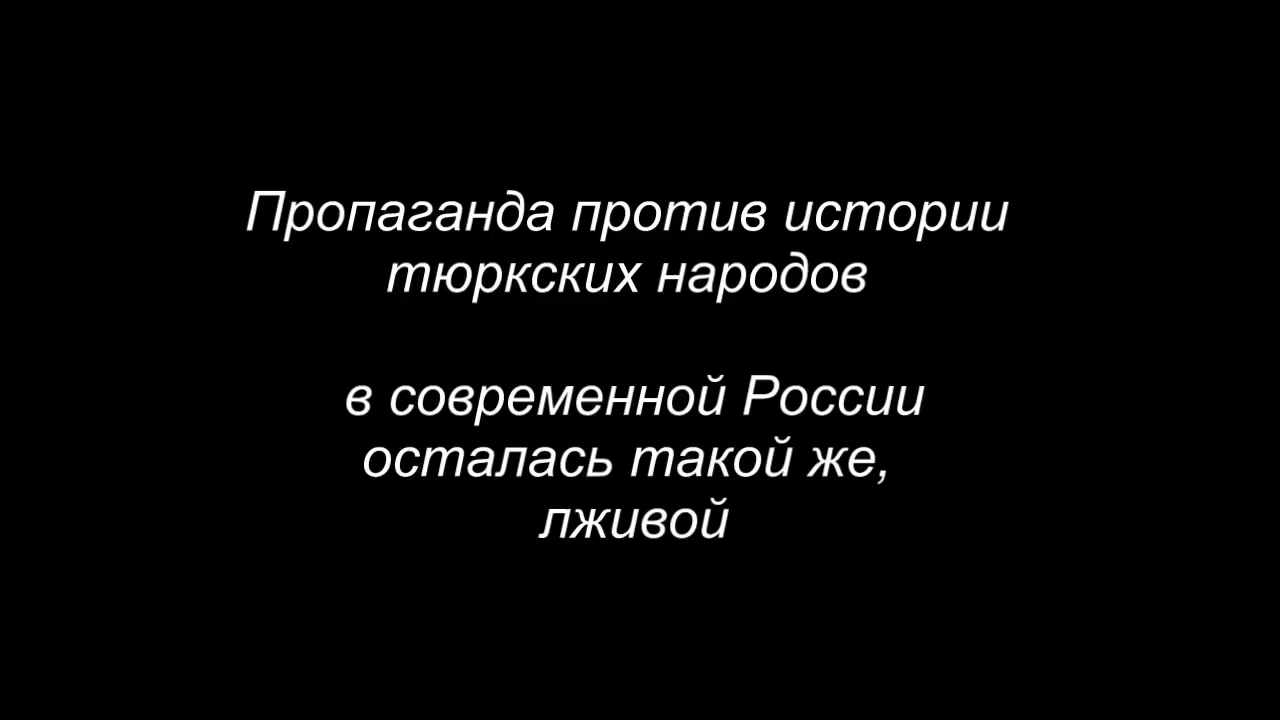 Пропаганда против истории
тюркских народов
в современной России
осталась такой же,
лживой